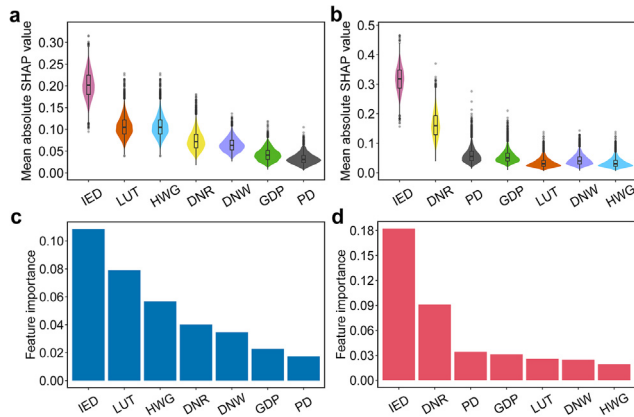 a
Mean absolute SHAP value
0.30
0.25
0.20
0.15
0.10
0.05
0.00
IED LUT HWG DNR DNW GDP PD
b
Mean absolute SHAP value
0.5
0.4
0.3
0.2
0.1
0.0
IED DNR PD GDP LUT DNW HWG
c
Feature importance
0.10
0.08
0.06
0.04
0.02
0.00
IED LUT HWG DNR DNW GDP PD
d
Feature importance
0.18
0.15
0.12
0.09
0.06
0.03
0.00
IED DNR PD GDP LUT DNW HWG